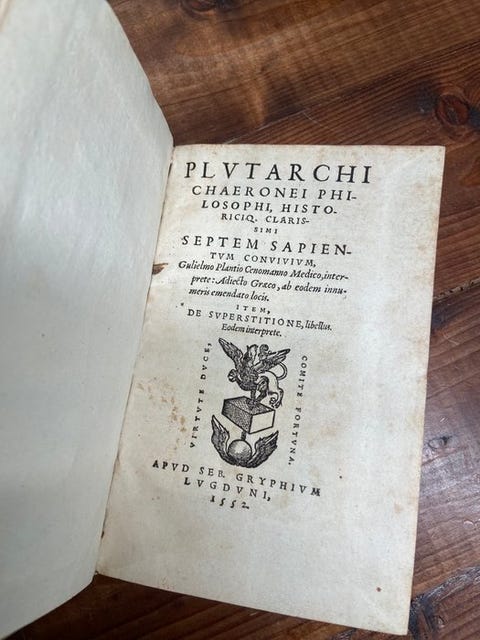 PLVTARCHI
CHAERONEI PHI-
LOSOPHI, HISTO-
RICIQ. CLARIS-
SIMI
SEPTEM SAPIEN-
TVM CONVIVIVM,
Gulielmo Plantio Cenomanno Medico, inter-
prete: Adiecto Græco, ab eodem innu-
meris emendato locis.
ITEM,
DE SVPERSTITIONE, libellus.
Eodem interprete.
VIRTVTE DVCE,
COMITE FORTVNA.
APVD SEB. GRYPHIVM
LVGDVNI,
1552.